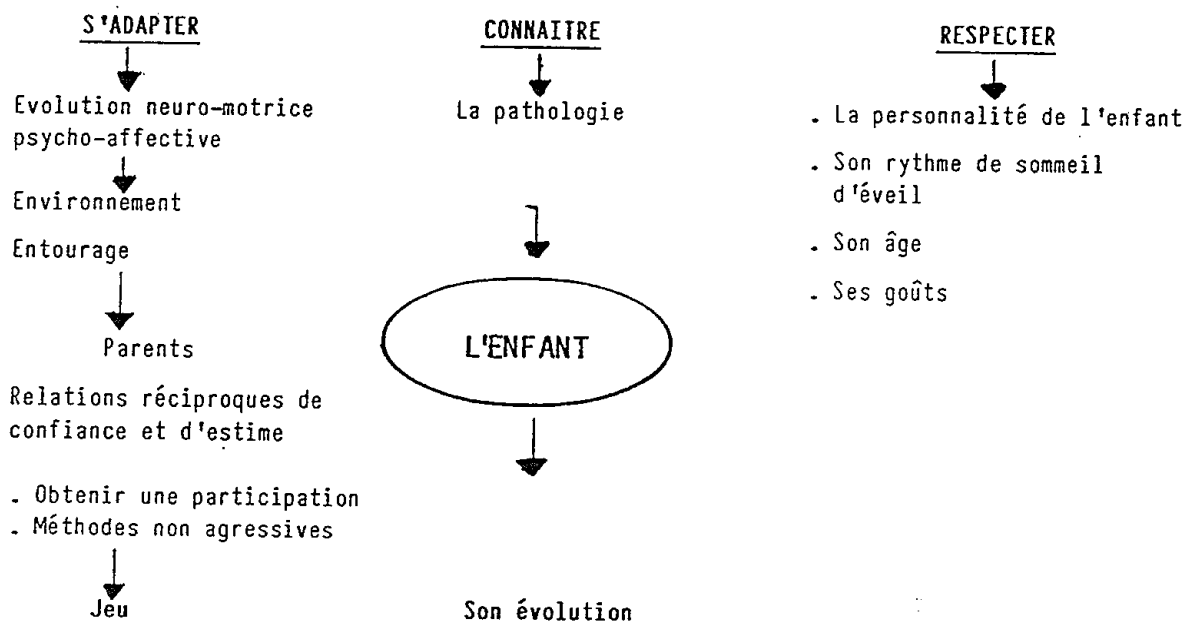 S'ADAPTER
Evolution neuro-motrice
psycho-affective
Environnement
Entourage
Parents
Relations réciproques de
confiance et d'estime
. Obtenir une participation
. Méthodes non agressives
Jeu
CONNAITRE
La pathologie
L'ENFANT
Son évolution
RESPECTER
. La personnalité de l'enfant
. Son rythme de sommeil
d'éveil
. Son âge
. Ses goûts